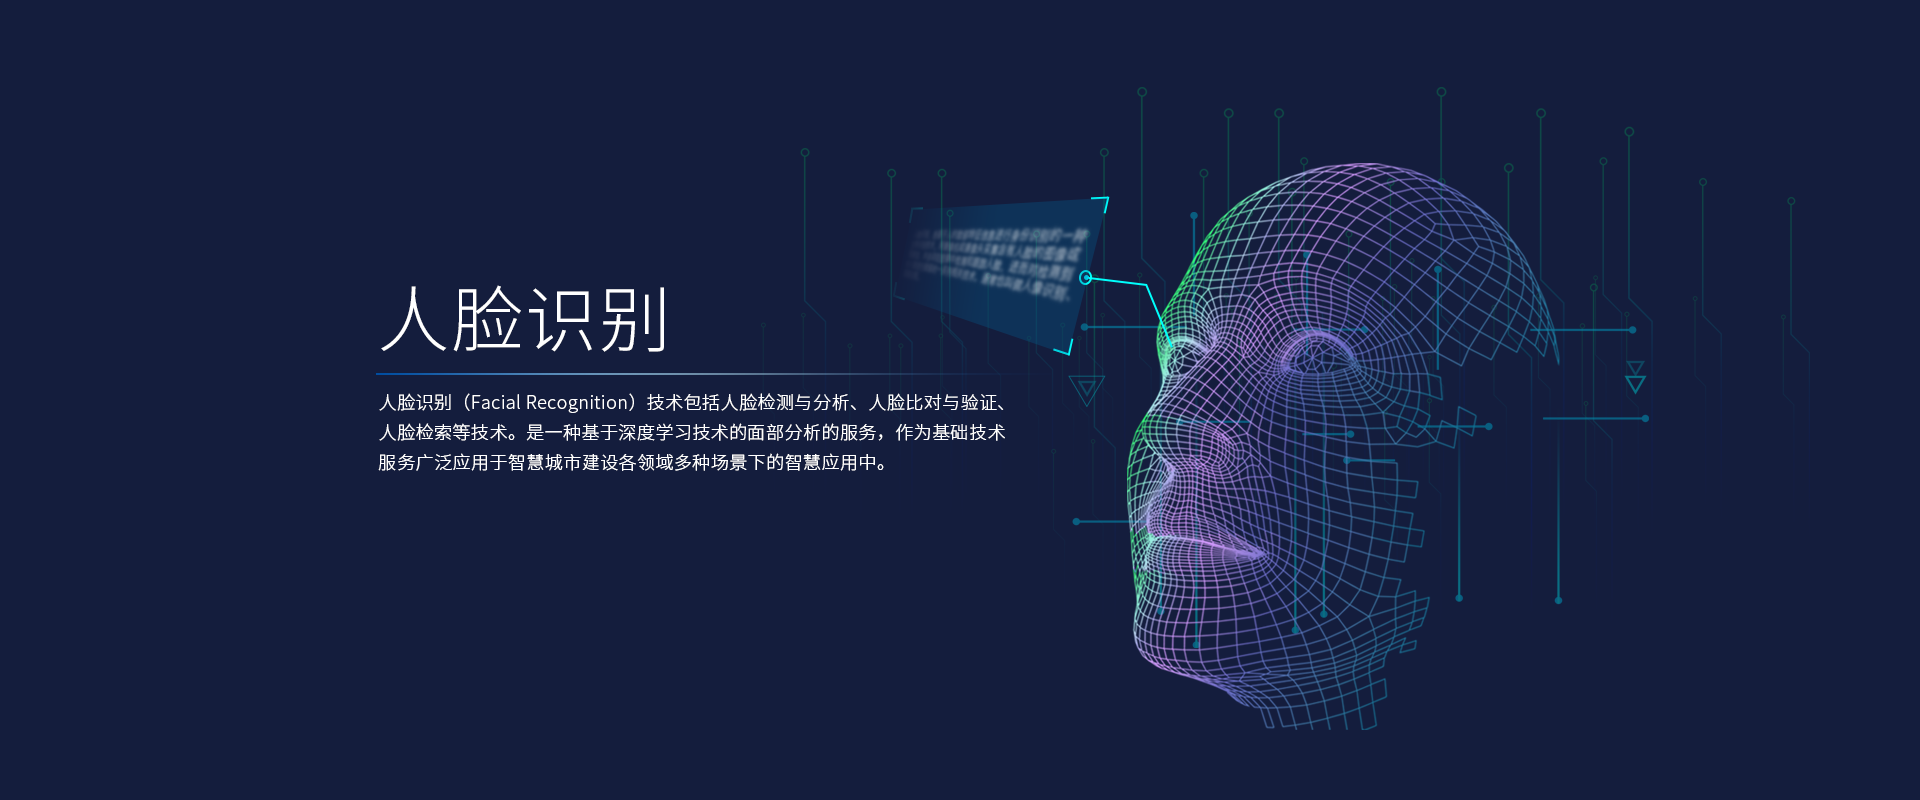 人脸识别
人脸识别（Facial Recognition）技术包括人脸检测与分析、人脸比对与验证、
人脸检索等技术。是一种基于深度学习技术的面部分析的服务，作为基础技术
服务广泛应用于智慧城市建设各领域多种场景下的智慧应用中。